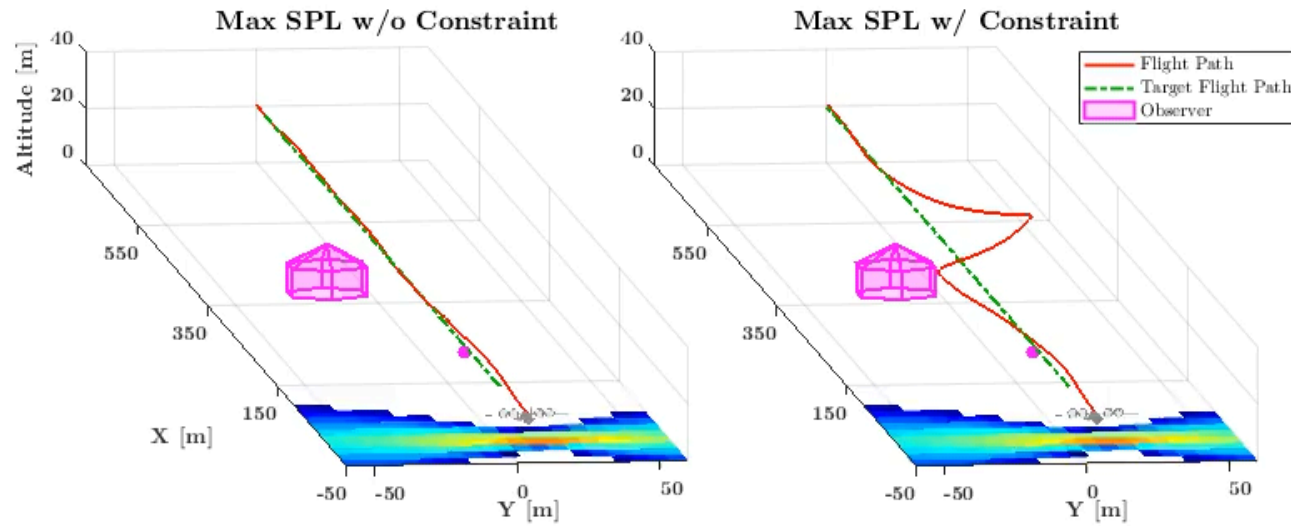 Max SPL w/o Constraint
Max SPL w/ Constraint
Altitude [m]
40
20
0
550
350
150
X [m]
-50
-50
0
50
Y [m]
40
20
0
550
350
150
-50
-50
0
50
Y [m]
Flight Path
Target Flight Path
Observer